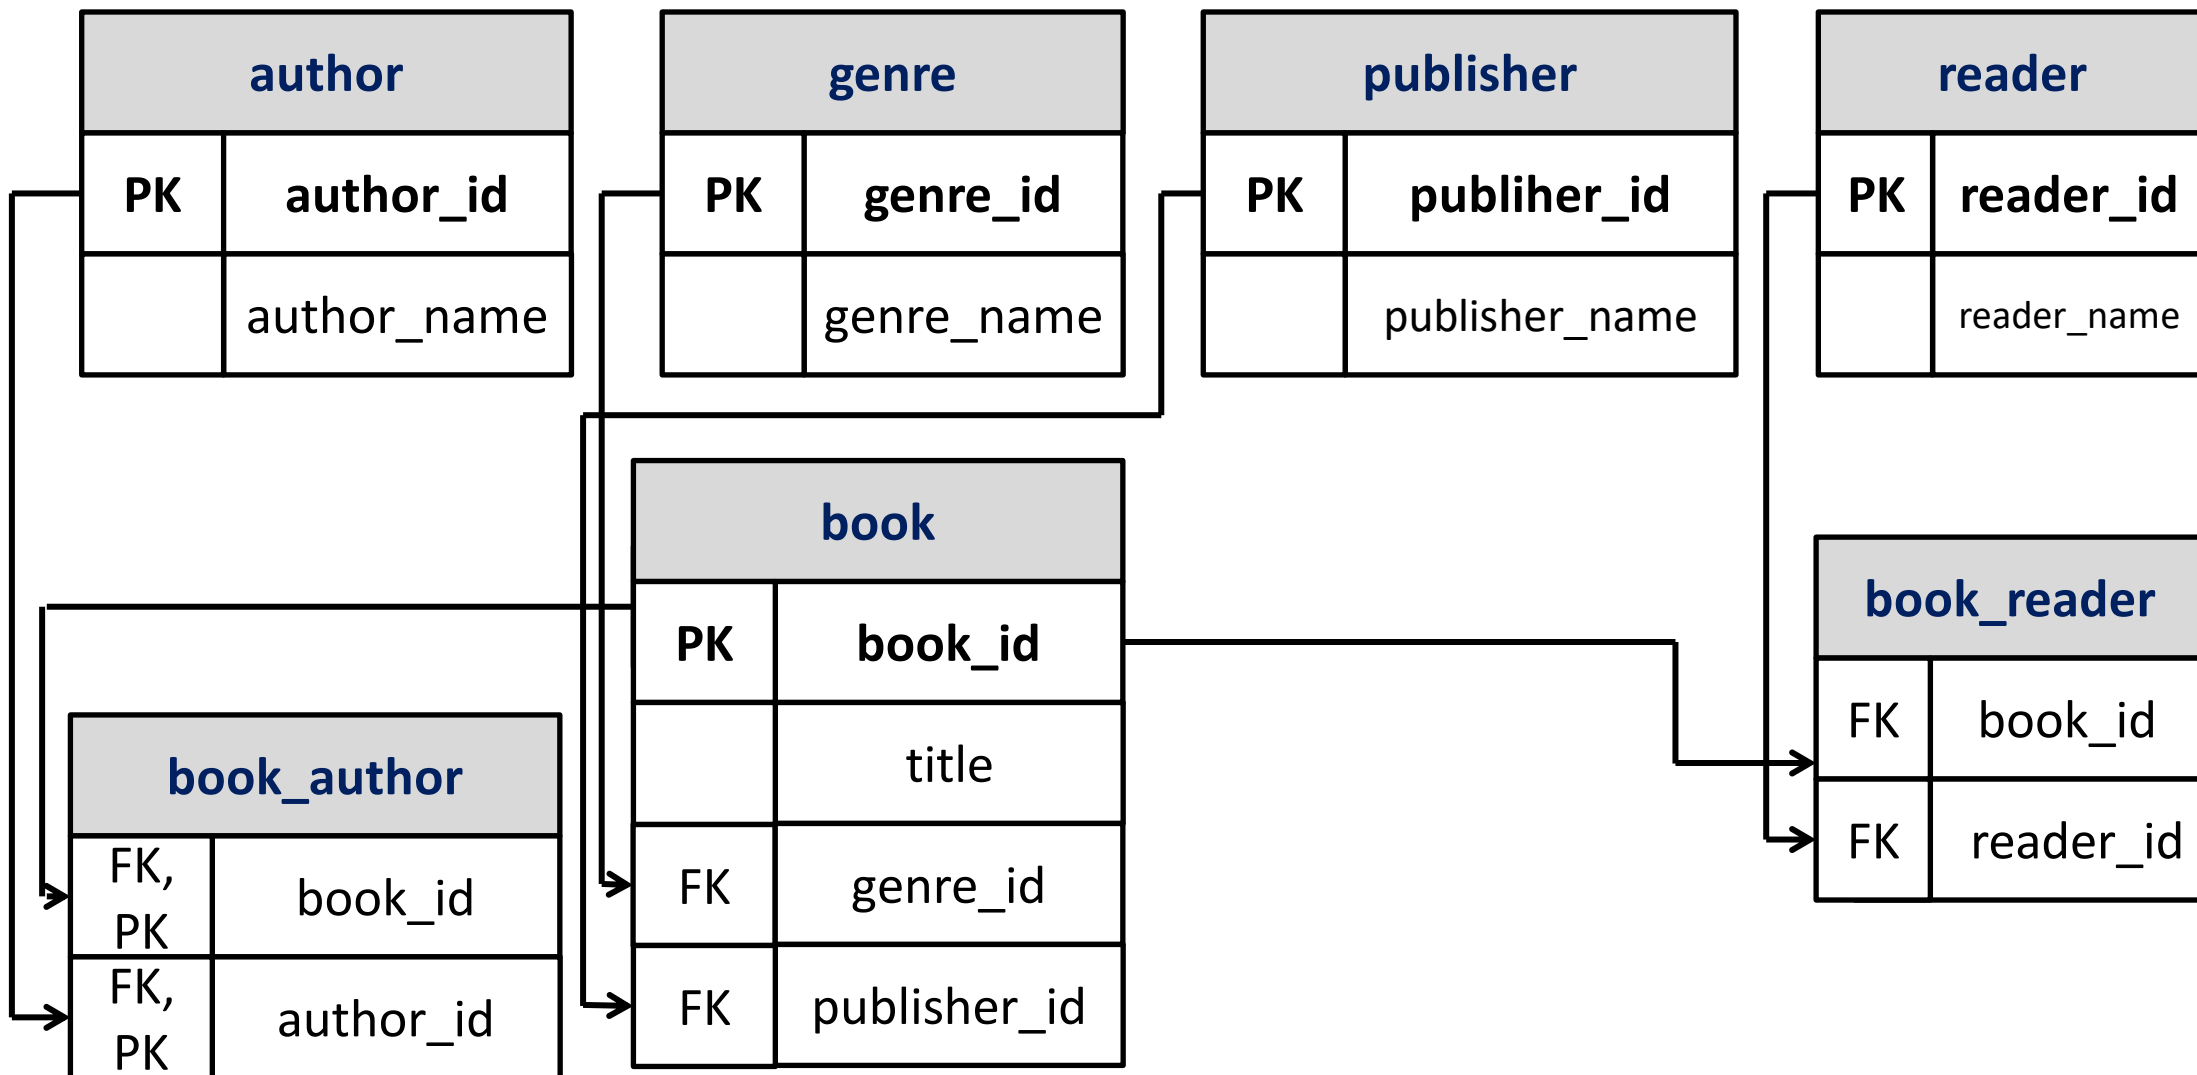 author
PK author_id
author_name
genre
PK genre_id
genre_name
publisher
PK publiher_id
publisher_name
reader
PK reader_id
reader_name
book
PK book_id
title
FK genre_id
FK publisher_id
book_author
FK,
PK
book_id
FK,
PK
author_id
book_reader
FK book_id
FK reader_id